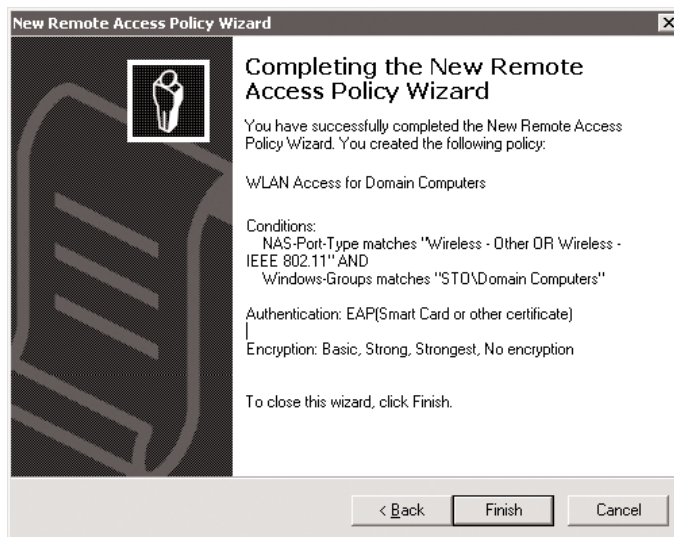 New Remote Access Policy Wizard
Completing the New Remote
Access Policy Wizard
You have successfully completed the New Remote Access
Policy Wizard. You created the following policy:
WLAN Access for Domain Computers
Conditions:
NAS-Port-Type matches "Wireless - Other OR Wireless -
IEEE 802.11" AND
Windows-Groups matches "STO\Domain Computers"
Authentication: EAP(Smart Card or other certificate)
Encryption: Basic, Strong, Strongest, No encryption
To close this wizard, click Finish.
< Back
Finish
Cancel